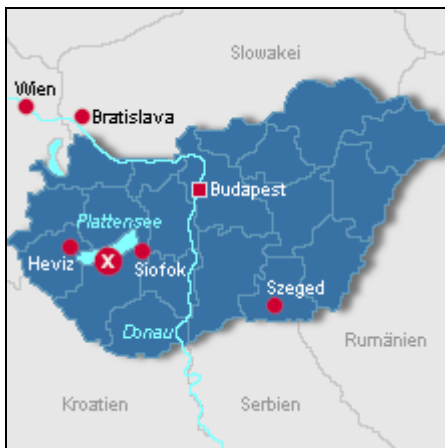 Slowakei
Wien
Bratislava
Budapest
Plattensee
Heviz
X
Siofok
Szeged
Donau
Rumänien
Kroatien
Serbien